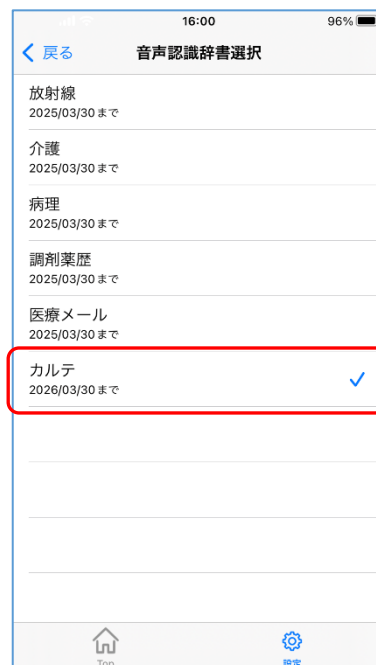 16:00
96%
戻る
音声認識辞書選択
放射線
2025/03/30 まで
介護
2025/03/30 まで
病理
2025/03/30 まで
調剤薬歴
2025/03/30 まで
医療メール
2025/03/30 まで
カルテ
2026/03/30 まで
Top
設定